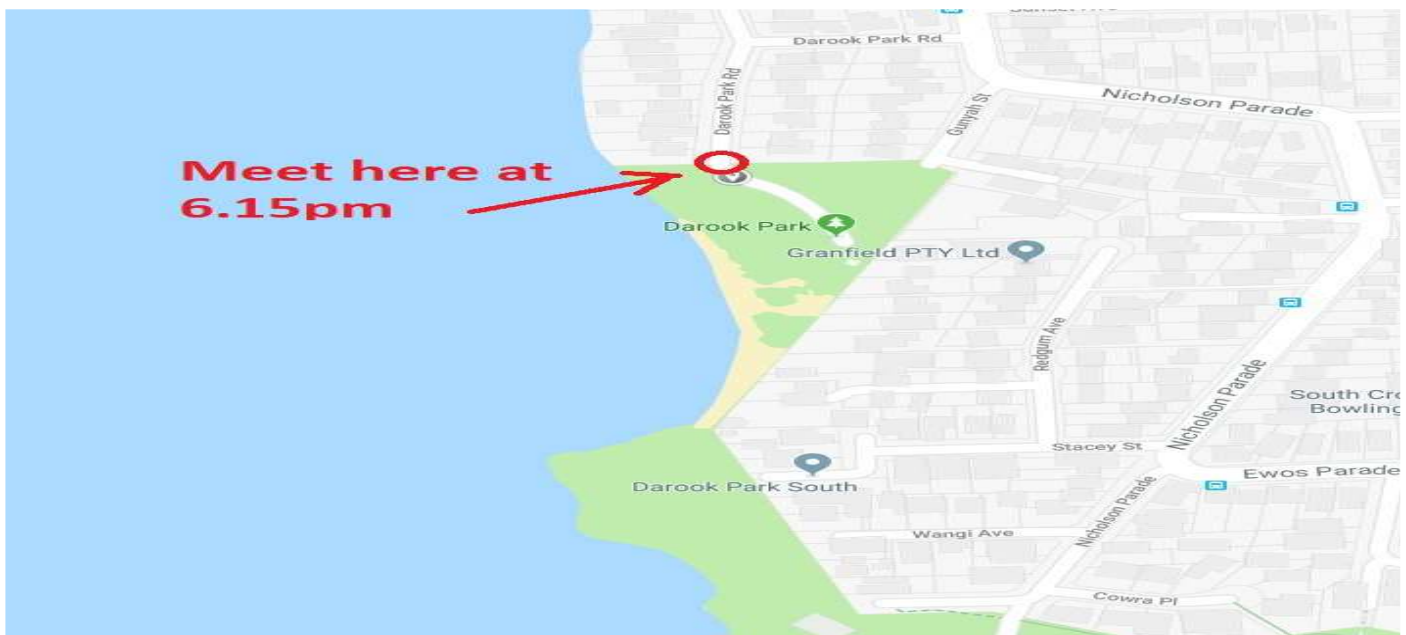 Darook Park Rd
Nicholson Parade
Darook Park Rd
Gunyah St
Meet here at
6.15pm
Darook Park
Granfield PTY Ltd
Redgum Ave
Nicholson Parade
South Cro
Bowling
Stacey St
Ewos Parade
Darook Park South
Nicholson Parade
Wangi Ave
Cowra Pl